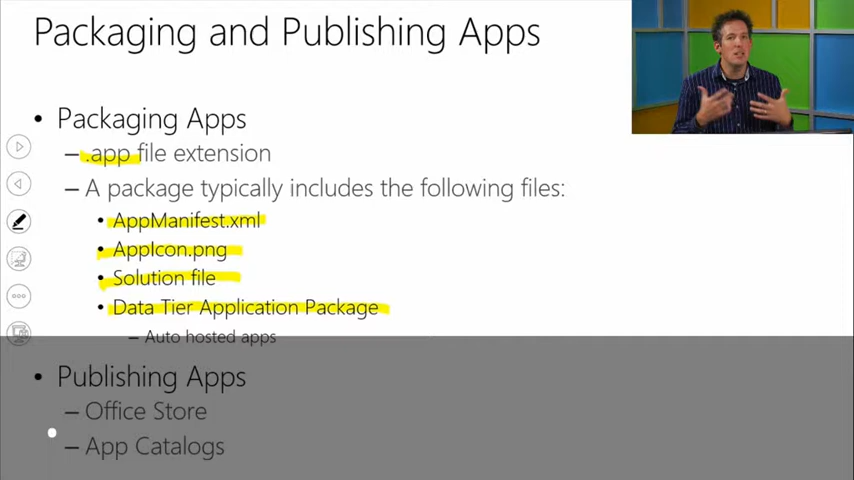 Packaging and Publishing Apps
• Packaging Apps
– .app file extension
– A package typically includes the following files:
• AppManifest.xml
• AppIcon.png
• Solution file
• Data Tier Application Package
– Auto hosted apps
• Publishing Apps
– Office Store
– App Catalogs